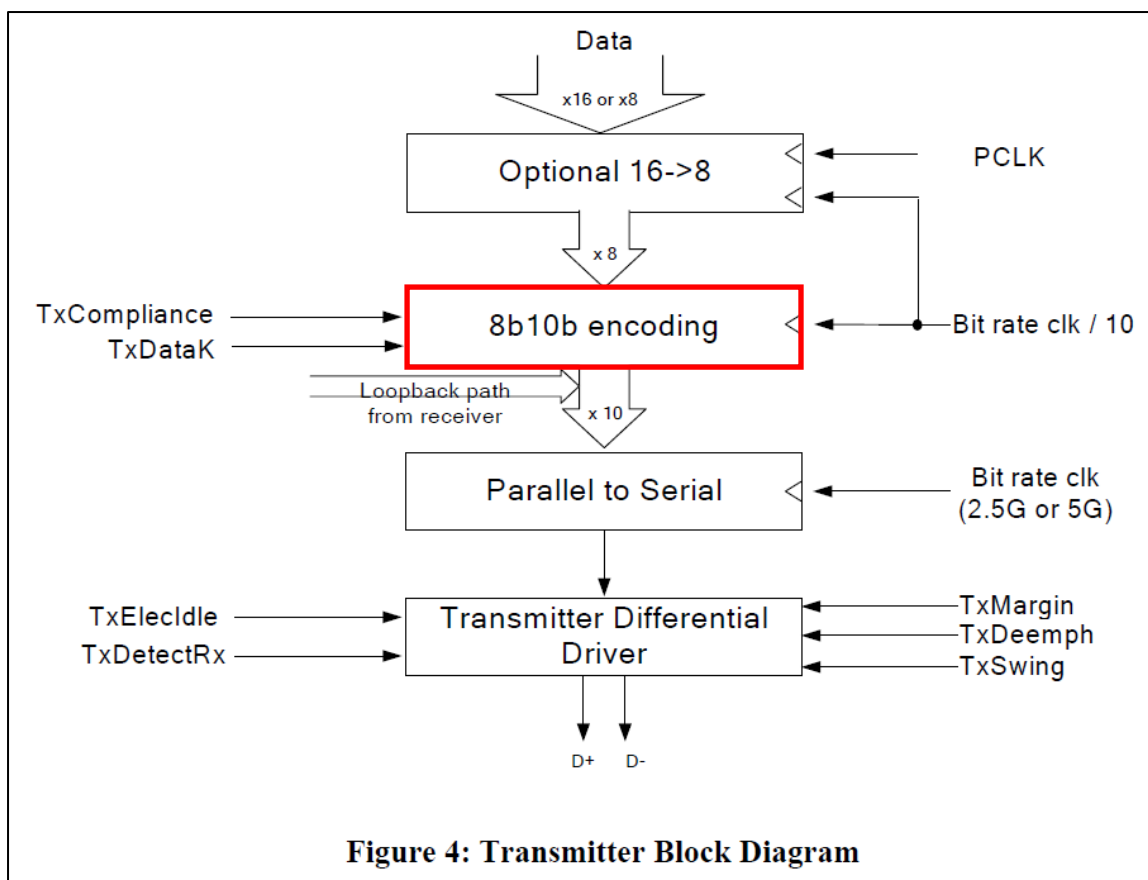 Data
x16 or x8
Optional 16->8
PCLK
x 8
TxCompliance
TxDataK
8b10b encoding
Bit rate clk / 10
Loopback path
from receiver
x 10
Parallel to Serial
Bit rate clk
(2.5G or 5G)
TxElecIdle
TxDetectRx
Transmitter Differential
Driver
TxMargin
TxDeemph
TxSwing
D+ D-
Figure 4: Transmitter Block Diagram